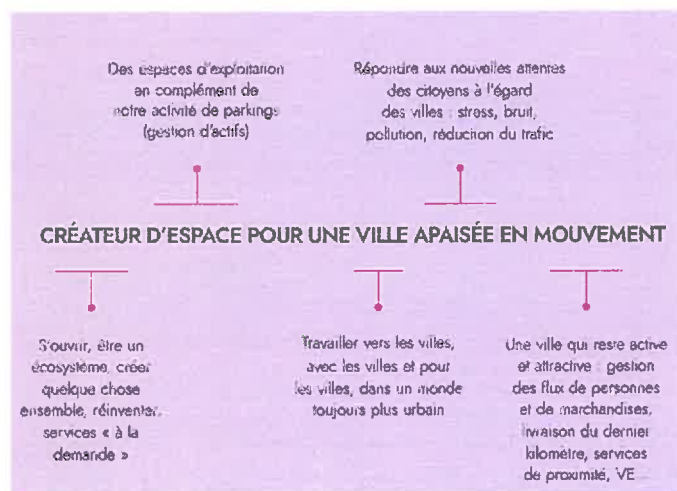 Des espaces d'exploitation
en complément de
notre activité de parkings
(gestion d'actifs)
Répondre aux nouvelles attentes
des citoyens à l'égard
des villes : stress, bruit,
pollution, réduction du trafic
CRÉATEUR D'ESPACE POUR UNE VILLE APAISÉE EN MOUVEMENT
S'ouvrir, être un
écosystème, créer
quelque chose
ensemble, réinventer,
services « à la
demande »
Travailler vers les villes,
avec les villes et pour
les villes, dans un monde
toujours plus urbain
Une ville qui reste active
et attractive : gestion
des flux de personnes
et de marchandises,
livraison du dernier
kilomètre, services
de proximité, VE...